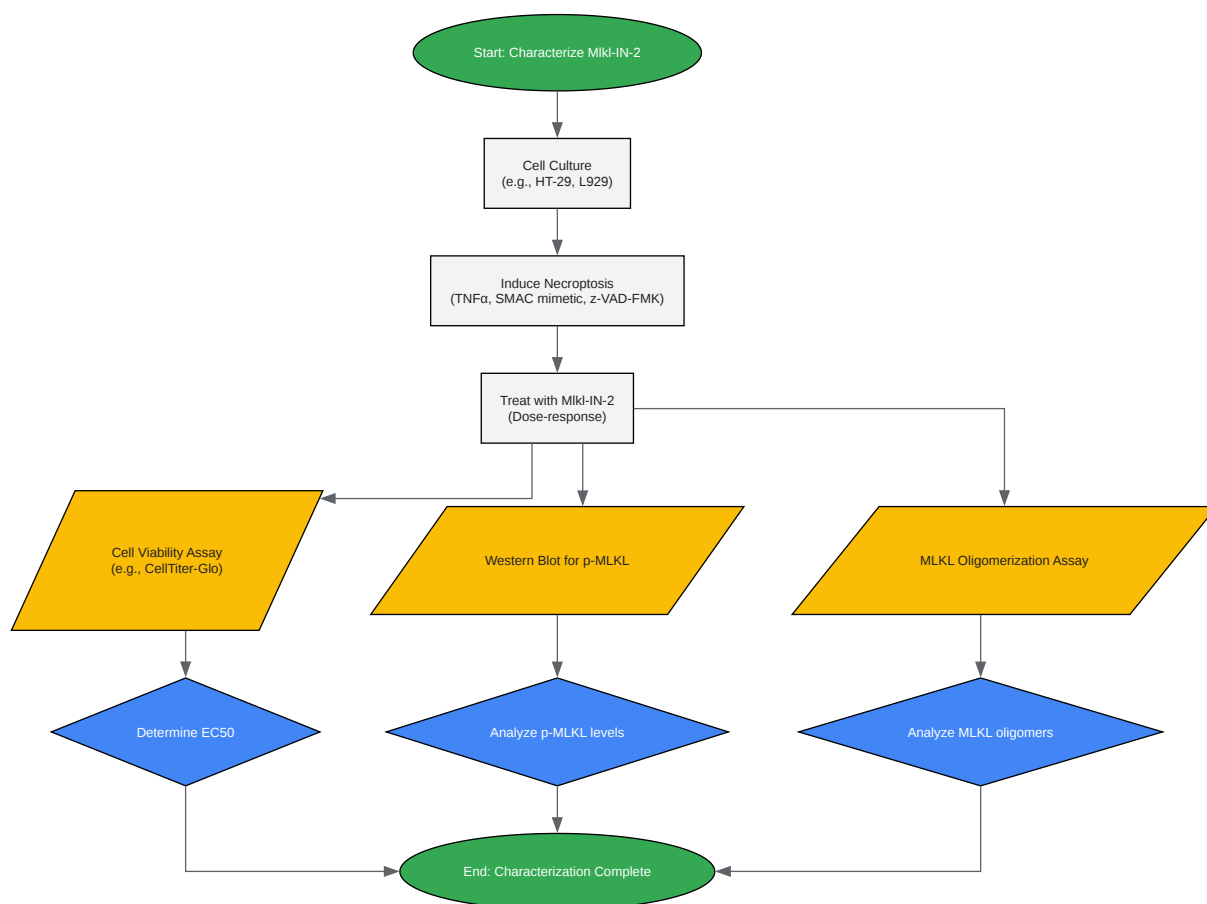 Start: Characterize Mlkl-IN-2
Cell Culture
(e.g., HT-29, L929)
Induce Necroptosis
(TNFα, SMAC mimetic, z-VAD-FMK)
Treat with Mlkl-IN-2
(Dose-response)
Cell Viability Assay
(e.g., CellTiter-Glo)
Western Blot for p-MLKL
MLKL Oligomerization Assay
Determine EC50
Analyze p-MLKL levels
Analyze MLKL oligomers
End: Characterization Complete